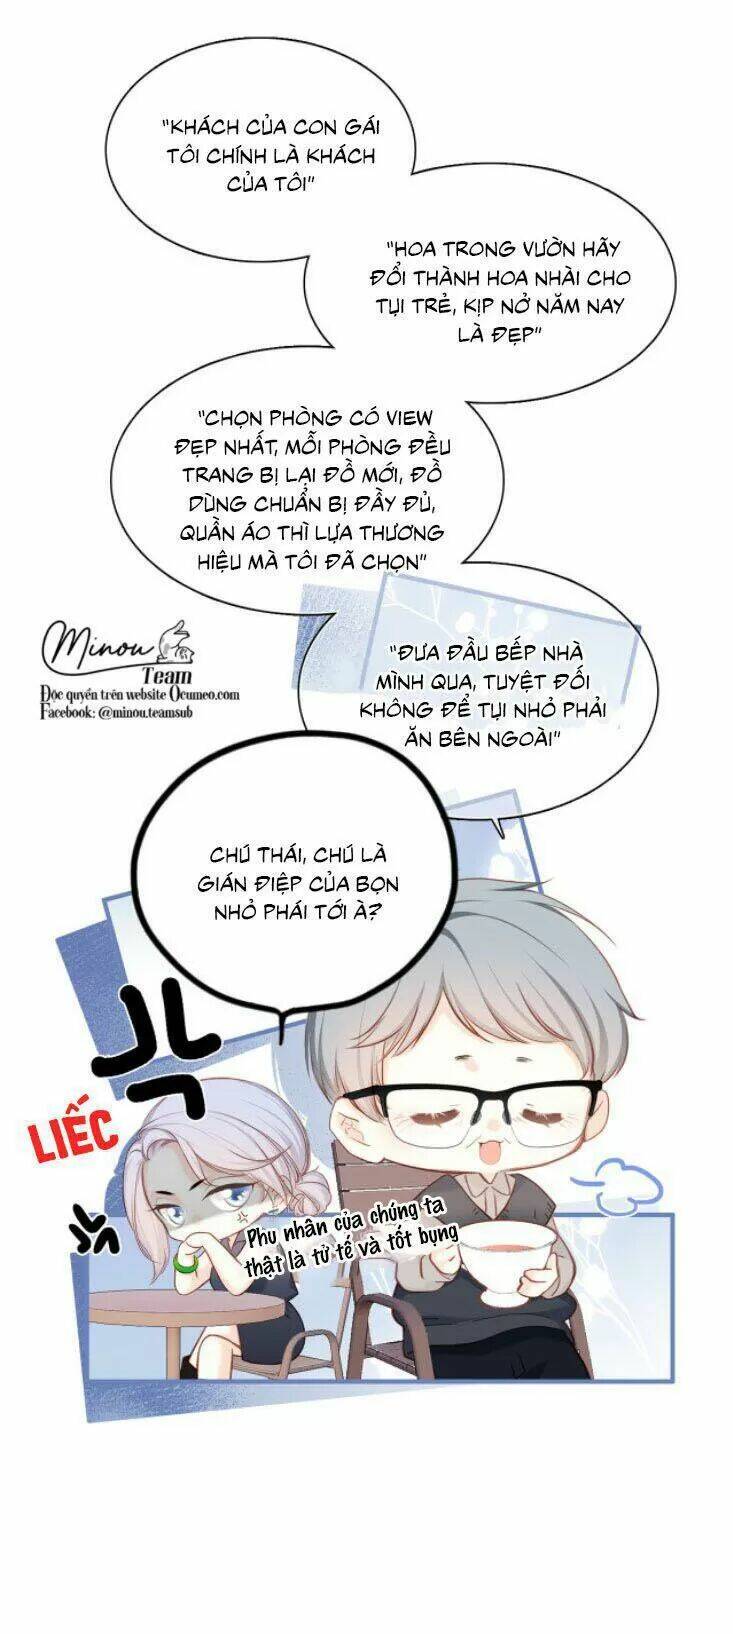 “KHÁCH CỦA CON GÁI
TÔI CHÍNH LÀ KHÁCH
CỦA TÔI”
“HOA TRONG VƯỜN HÃY
ĐỔI THÀNH HOA NHÀI CHO
TỤI TRẺ, KỊP NỞ NĂM NAY
LÀ ĐẸP”
“CHỌN PHÒNG CÓ VIEW
ĐẸP NHẤT, MỖI PHÒNG ĐỀU
TRANG BỊ LẠI ĐỒ MỚI, ĐỒ
DÙNG CHUẨN BỊ ĐẦY ĐỦ,
QUẦN ÁO THÌ LỰA THƯƠNG
HIỆU MÀ TÔI ĐÃ CHỌN”
Minou
Team
Độc quyền trên website Ocumeo.com
Facebook: @minou.teamsub
“ĐƯA ĐẦU BẾP NHÀ
MÌNH QUA, TUYỆT ĐỐI
KHÔNG ĐỂ TỤI NHỎ PHẢI
ĂN BÊN NGOÀI”
CHÚ THÁI, CHÚ LÀ
GIÁN ĐIỆP CỦA BỌN
NHỎ PHÁI TỚI À?
LIẾC
Phu nhân của chúng ta
thật là tử tế và tốt bụng